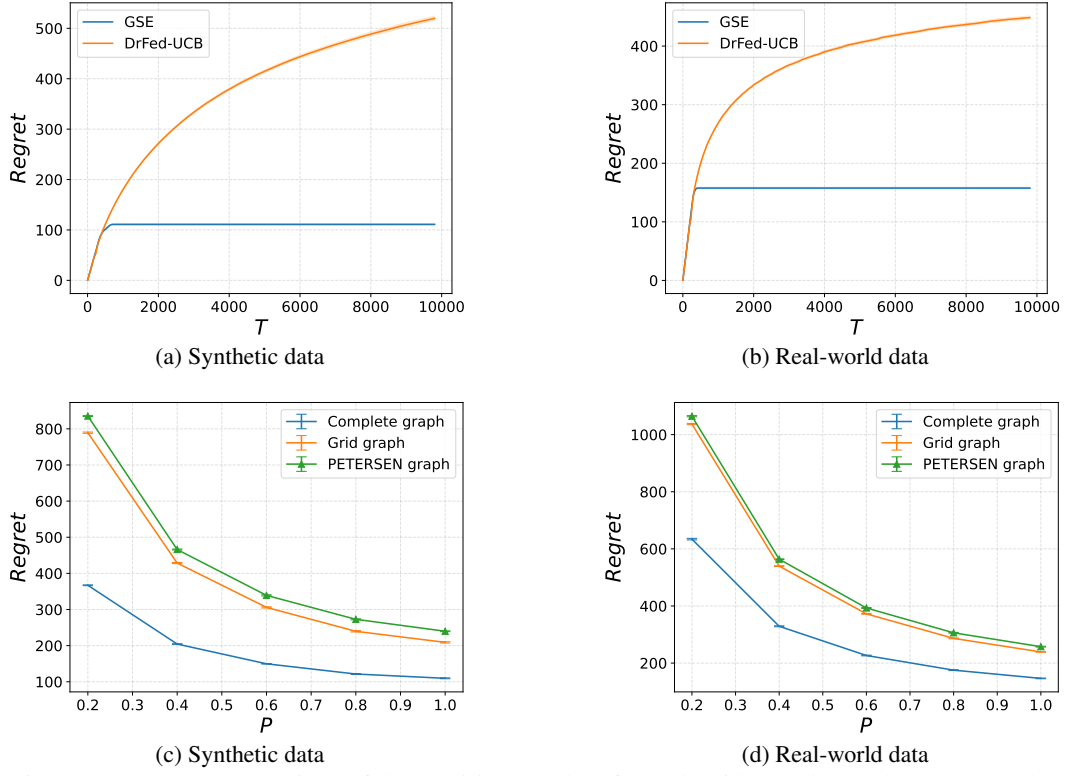 GSE
DrFed-UCB
Regret
500
400
300
200
100
0
0 2000 4000 6000 8000 10000
T
(a) Synthetic data
GSE
DrFed-UCB
Regret
400
300
200
100
0
0 2000 4000 6000 8000 10000
T
(b) Real-world data
Complete graph
Grid graph
PETERSEN graph
Regret
800
700
600
500
400
300
200
100
0.2 0.3 0.4 0.5 0.6 0.7 0.8 0.9 1.0
P
(c) Synthetic data
Complete graph
Grid graph
PETERSEN graph
Regret
1000
800
600
400
200
0.2 0.3 0.4 0.5 0.6 0.7 0.8 0.9 1.0
P
(d) Real-world data